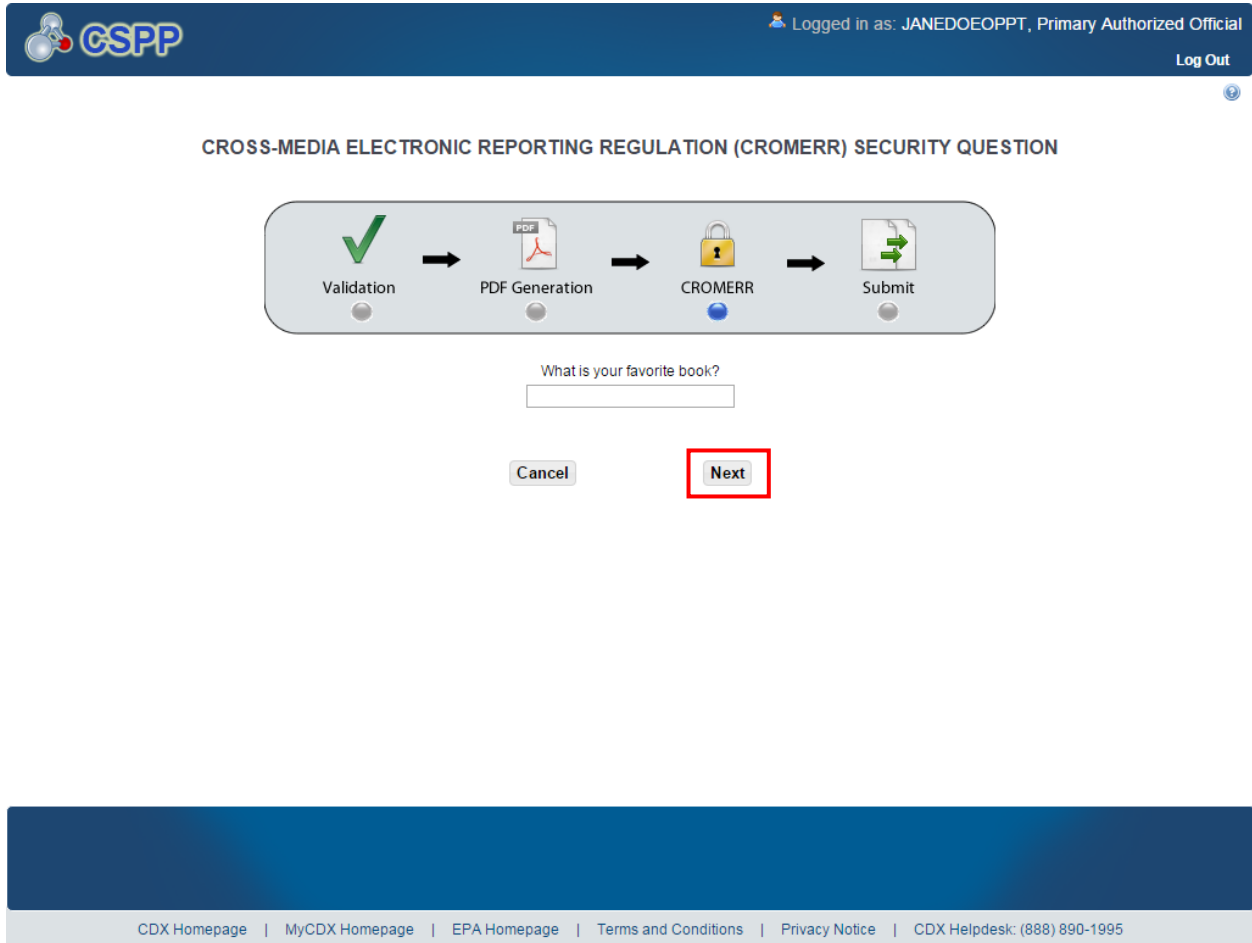 CSPP
Logged in as: JANEDOEOPPT, Primary Authorized Official
Log Out
?
CROSS-MEDIA ELECTRONIC REPORTING REGULATION (CROMERR) SECURITY QUESTION
PDF
Validation
PDF Generation
CROMERR
Submit
What is your favorite book?
Cancel
Next
CDX Homepage | MyCDX Homepage | EPA Homepage | Terms and Conditions | Privacy Notice | CDX Helpdesk: (888) 890-1995